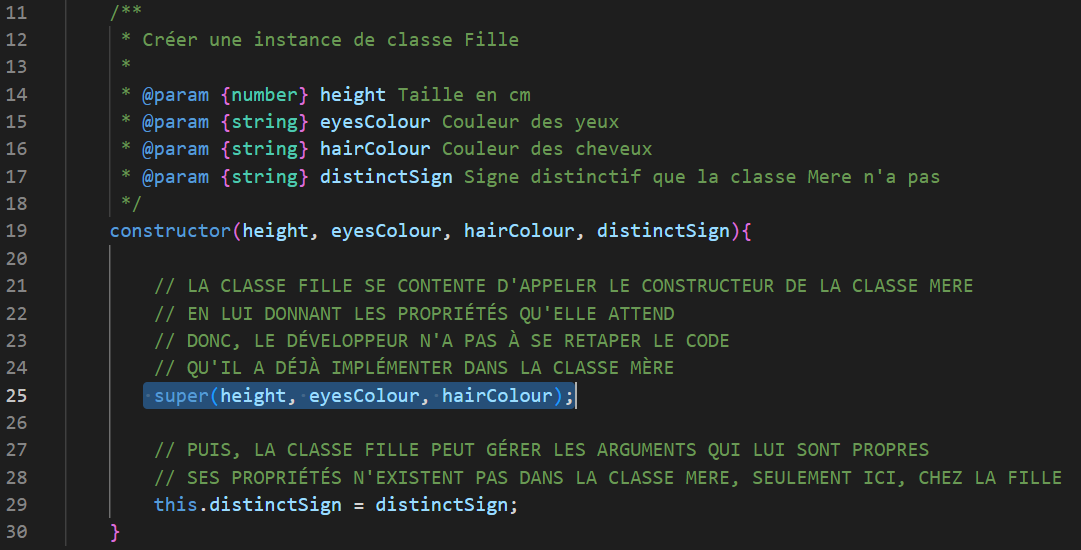 11 /**
12 * Créer une instance de classe Fille
13 *
14 * @param {number} height Taille en cm
15 * @param {string} eyesColour Couleur des yeux
16 * @param {string} hairColour Couleur des cheveux
17 * @param {string} distinctSign Signe distinctif que la classe Mere n'a pas
18 */
19 constructor(height, eyesColour, hairColour, distinctSign){
20
21 // LA CLASSE FILLE SE CONTENTE D'APPELER LE CONSTRUCTEUR DE LA CLASSE MERE
22 // EN LUI DONNANT LES PROPRIÉTÉS QU'ELLE ATTEND
23 // DONC, LE DÉVELOPPEUR N'A PAS À SE RETAPER LE CODE
24 // QU'IL A DÉJÀ IMPLÉMENTER DANS LA CLASSE MÈRE
25 super(height, eyesColour, hairColour);
26
27 // PUIS, LA CLASSE FILLE PEUT GÉRER LES ARGUMENTS QUI LUI SONT PROPRES
28 // SES PROPRIÉTÉS N'EXISTENT PAS DANS LA CLASSE MERE, SEULEMENT ICI, CHEZ LA FILLE
29 this.distinctSign = distinctSign;
30 }